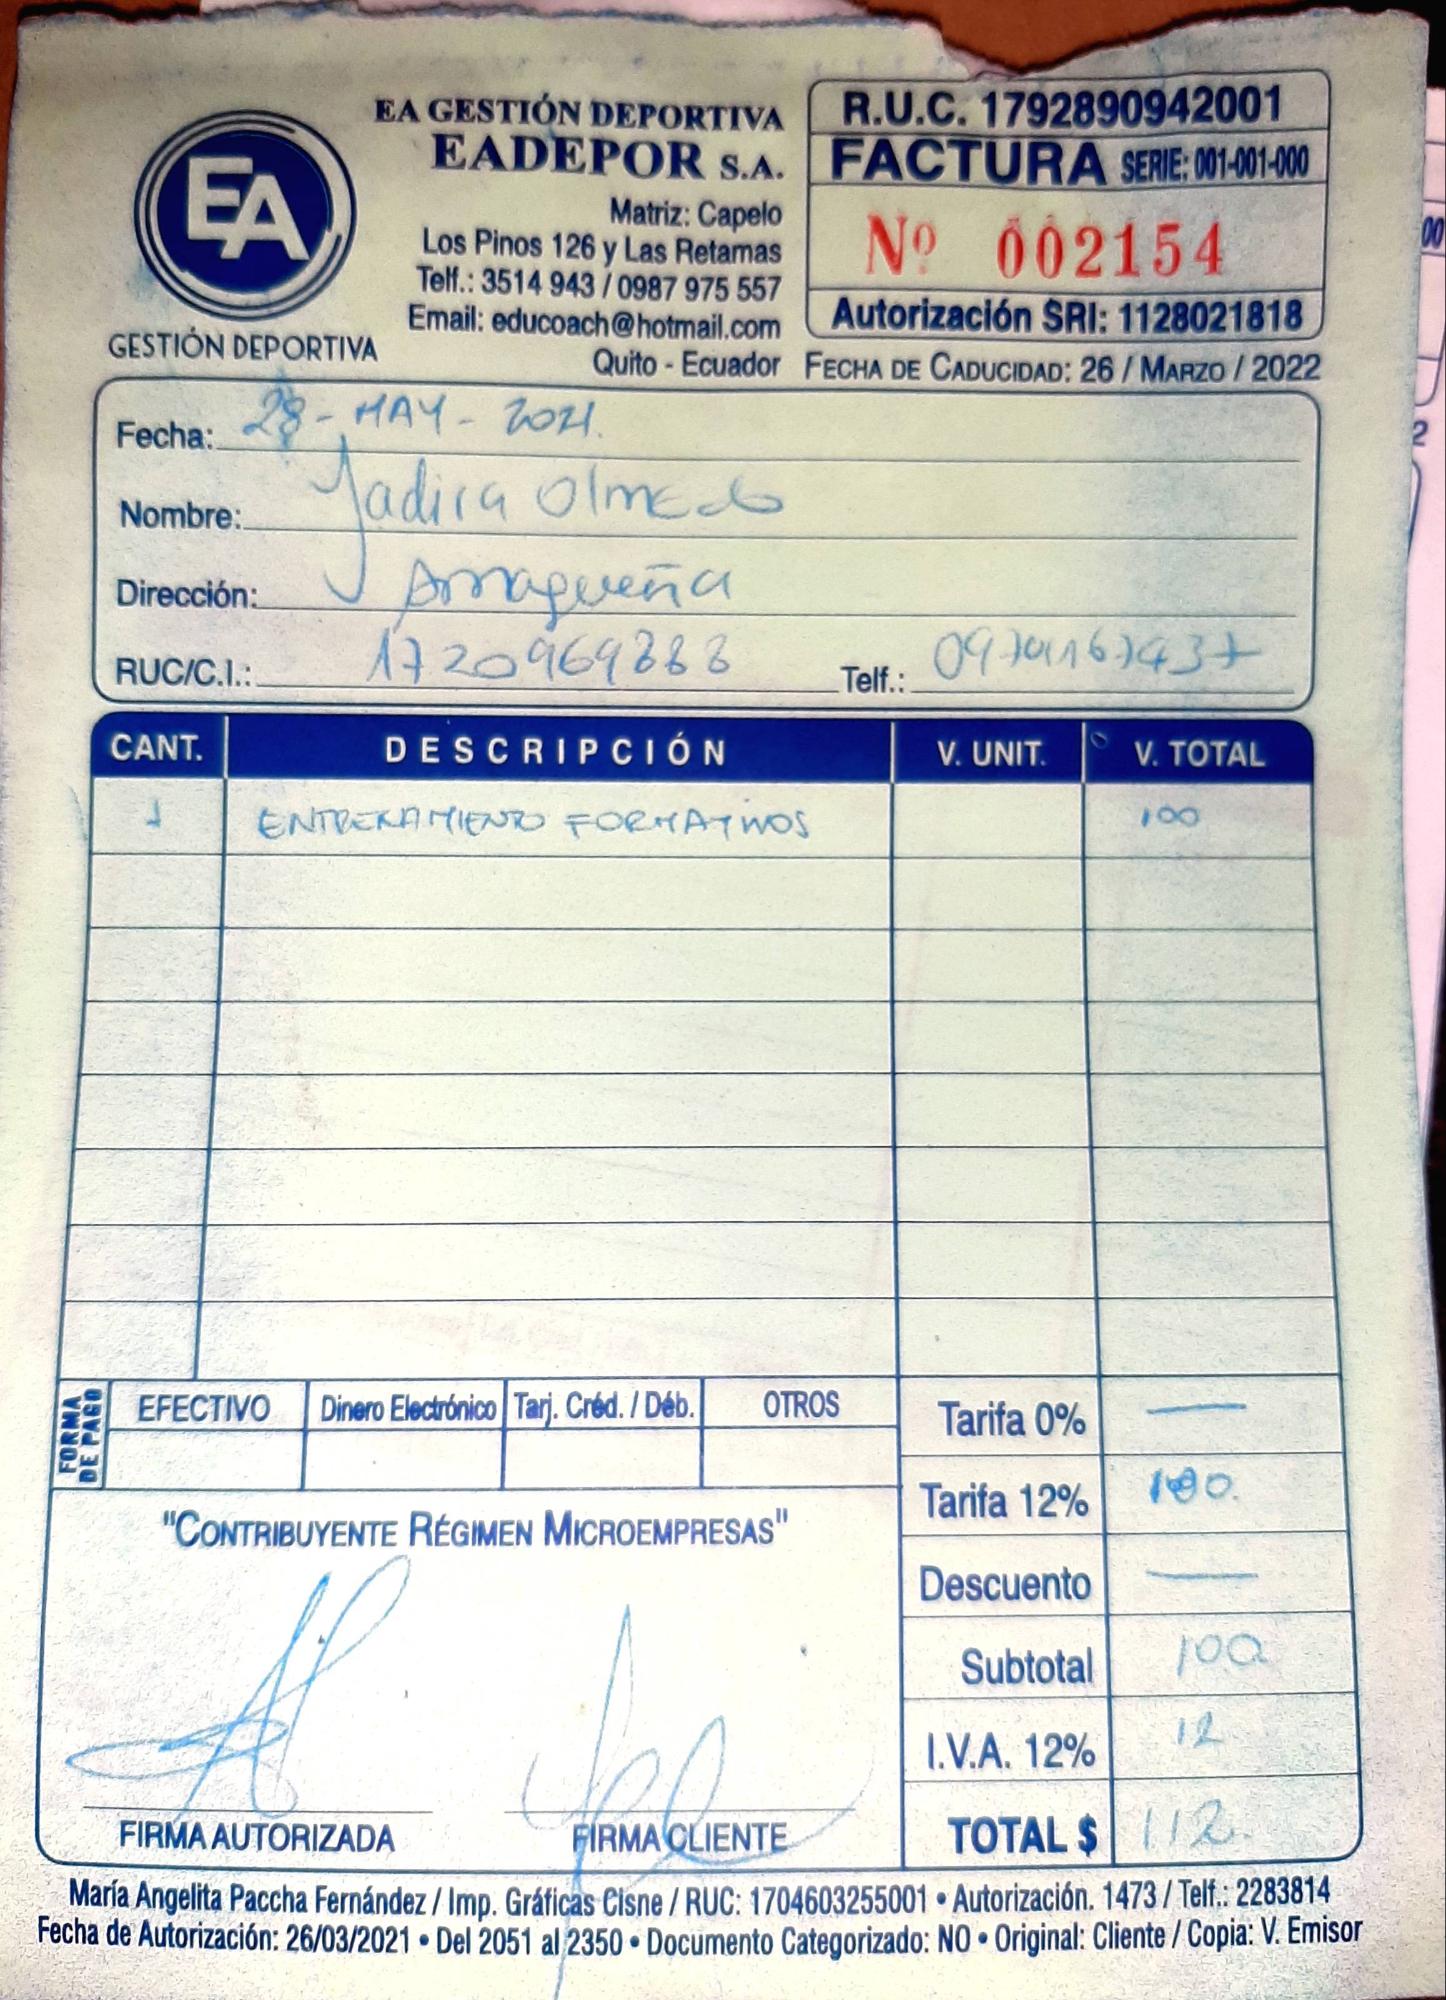 EA
GESTIÓN DEPORTIVA
EA GESTIÓN DEPORTIVA
EADEPOR S.A.
Matriz: Capelo
Los Pinos 126 y Las Retamas
Telf.: 3514 943 / 0987 975 557
Email: educoach@hotmail.com
Quito - Ecuador
R.U.C. 1792890942001
FACTURA SERIE: 001-001-000
Nº 002154
Autorización SRI: 1128021818
FECHA DE CADUCIDAD: 26 / MARZO / 2022
Fecha: 28-MAY-2021.
Nombre: Yadira Olmedo
Dirección:
RUC/C.I.: 1720969888 Telf.:
CANT. DESCRIPCIÓN V. UNIT. V. TOTAL
1 ENTRENAMIENTO FORMATIVOS 100
FORMA DE PAGO
EFECTIVO Dinero Electrónico Tarj. Créd. / Déb. OTROS
Tarifa 0% —
Tarifa 12% 100.
Descuento —
Subtotal 100
I.V.A. 12% 12
TOTAL $ 112.
"CONTRIBUYENTE RÉGIMEN MICROEMPRESAS"
FIRMA AUTORIZADA FIRMA CLIENTE
María Angelita Paccha Fernández / Imp. Gráficas Cisne / RUC: 1704603255001 • Autorización. 1473 / Telf.: 2283814
Fecha de Autorización: 26/03/2021 • Del 2051 al 2350 • Documento Categorizado: NO • Original: Cliente / Copia: V. Emisor